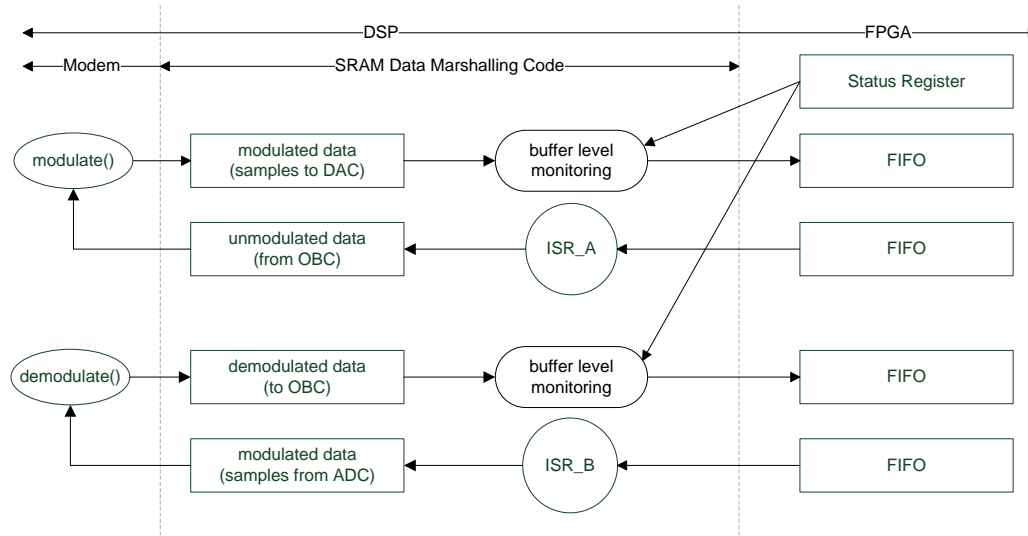 DSP
FPGA
Modem
SRAM Data Marshalling Code
Status Register
modulate()
modulated data
(samples to DAC)
buffer level
monitoring
FIFO
unmodulated data
(from OBC)
ISR_A
FIFO
demodulate()
demodulated data
(to OBC)
buffer level
monitoring
FIFO
modulated data
(samples from ADC)
ISR_B
FIFO